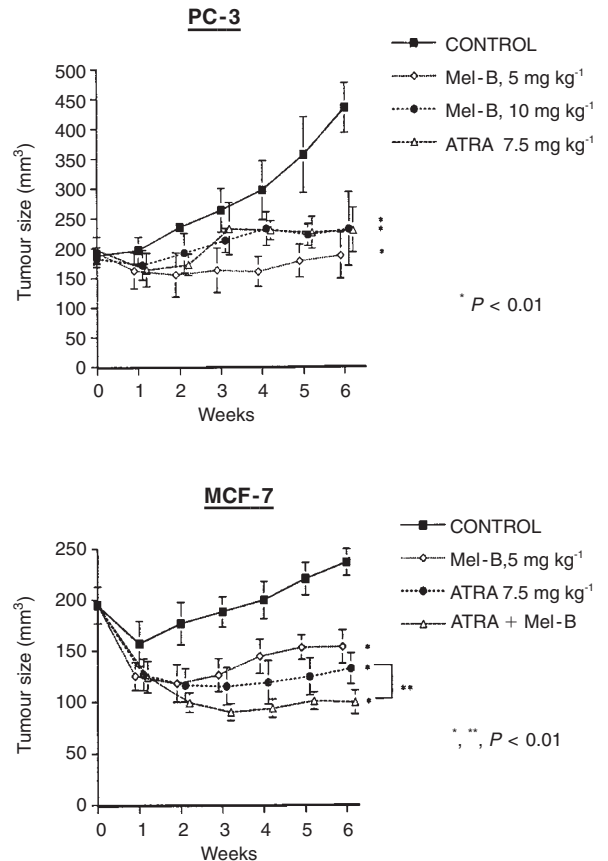 PC-3
CONTROL
Mel-B, 5 mg kg⁻¹
Mel-B, 10 mg kg⁻¹
ATRA 7.5 mg kg⁻¹
Tumour size (mm³)
500
450
400
350
300
250
200
150
100
50
0
0 1 2 3 4 5 6
Weeks
*
*
*
* P < 0.01
MCF-7
CONTROL
Mel-B,5 mg kg⁻¹
ATRA 7.5 mg kg⁻¹
ATRA + Mel-B
Tumour size (mm³)
250
200
150
100
50
0
0 1 2 3 4 5 6
Weeks
*
*
**
*
*, **, P < 0.01